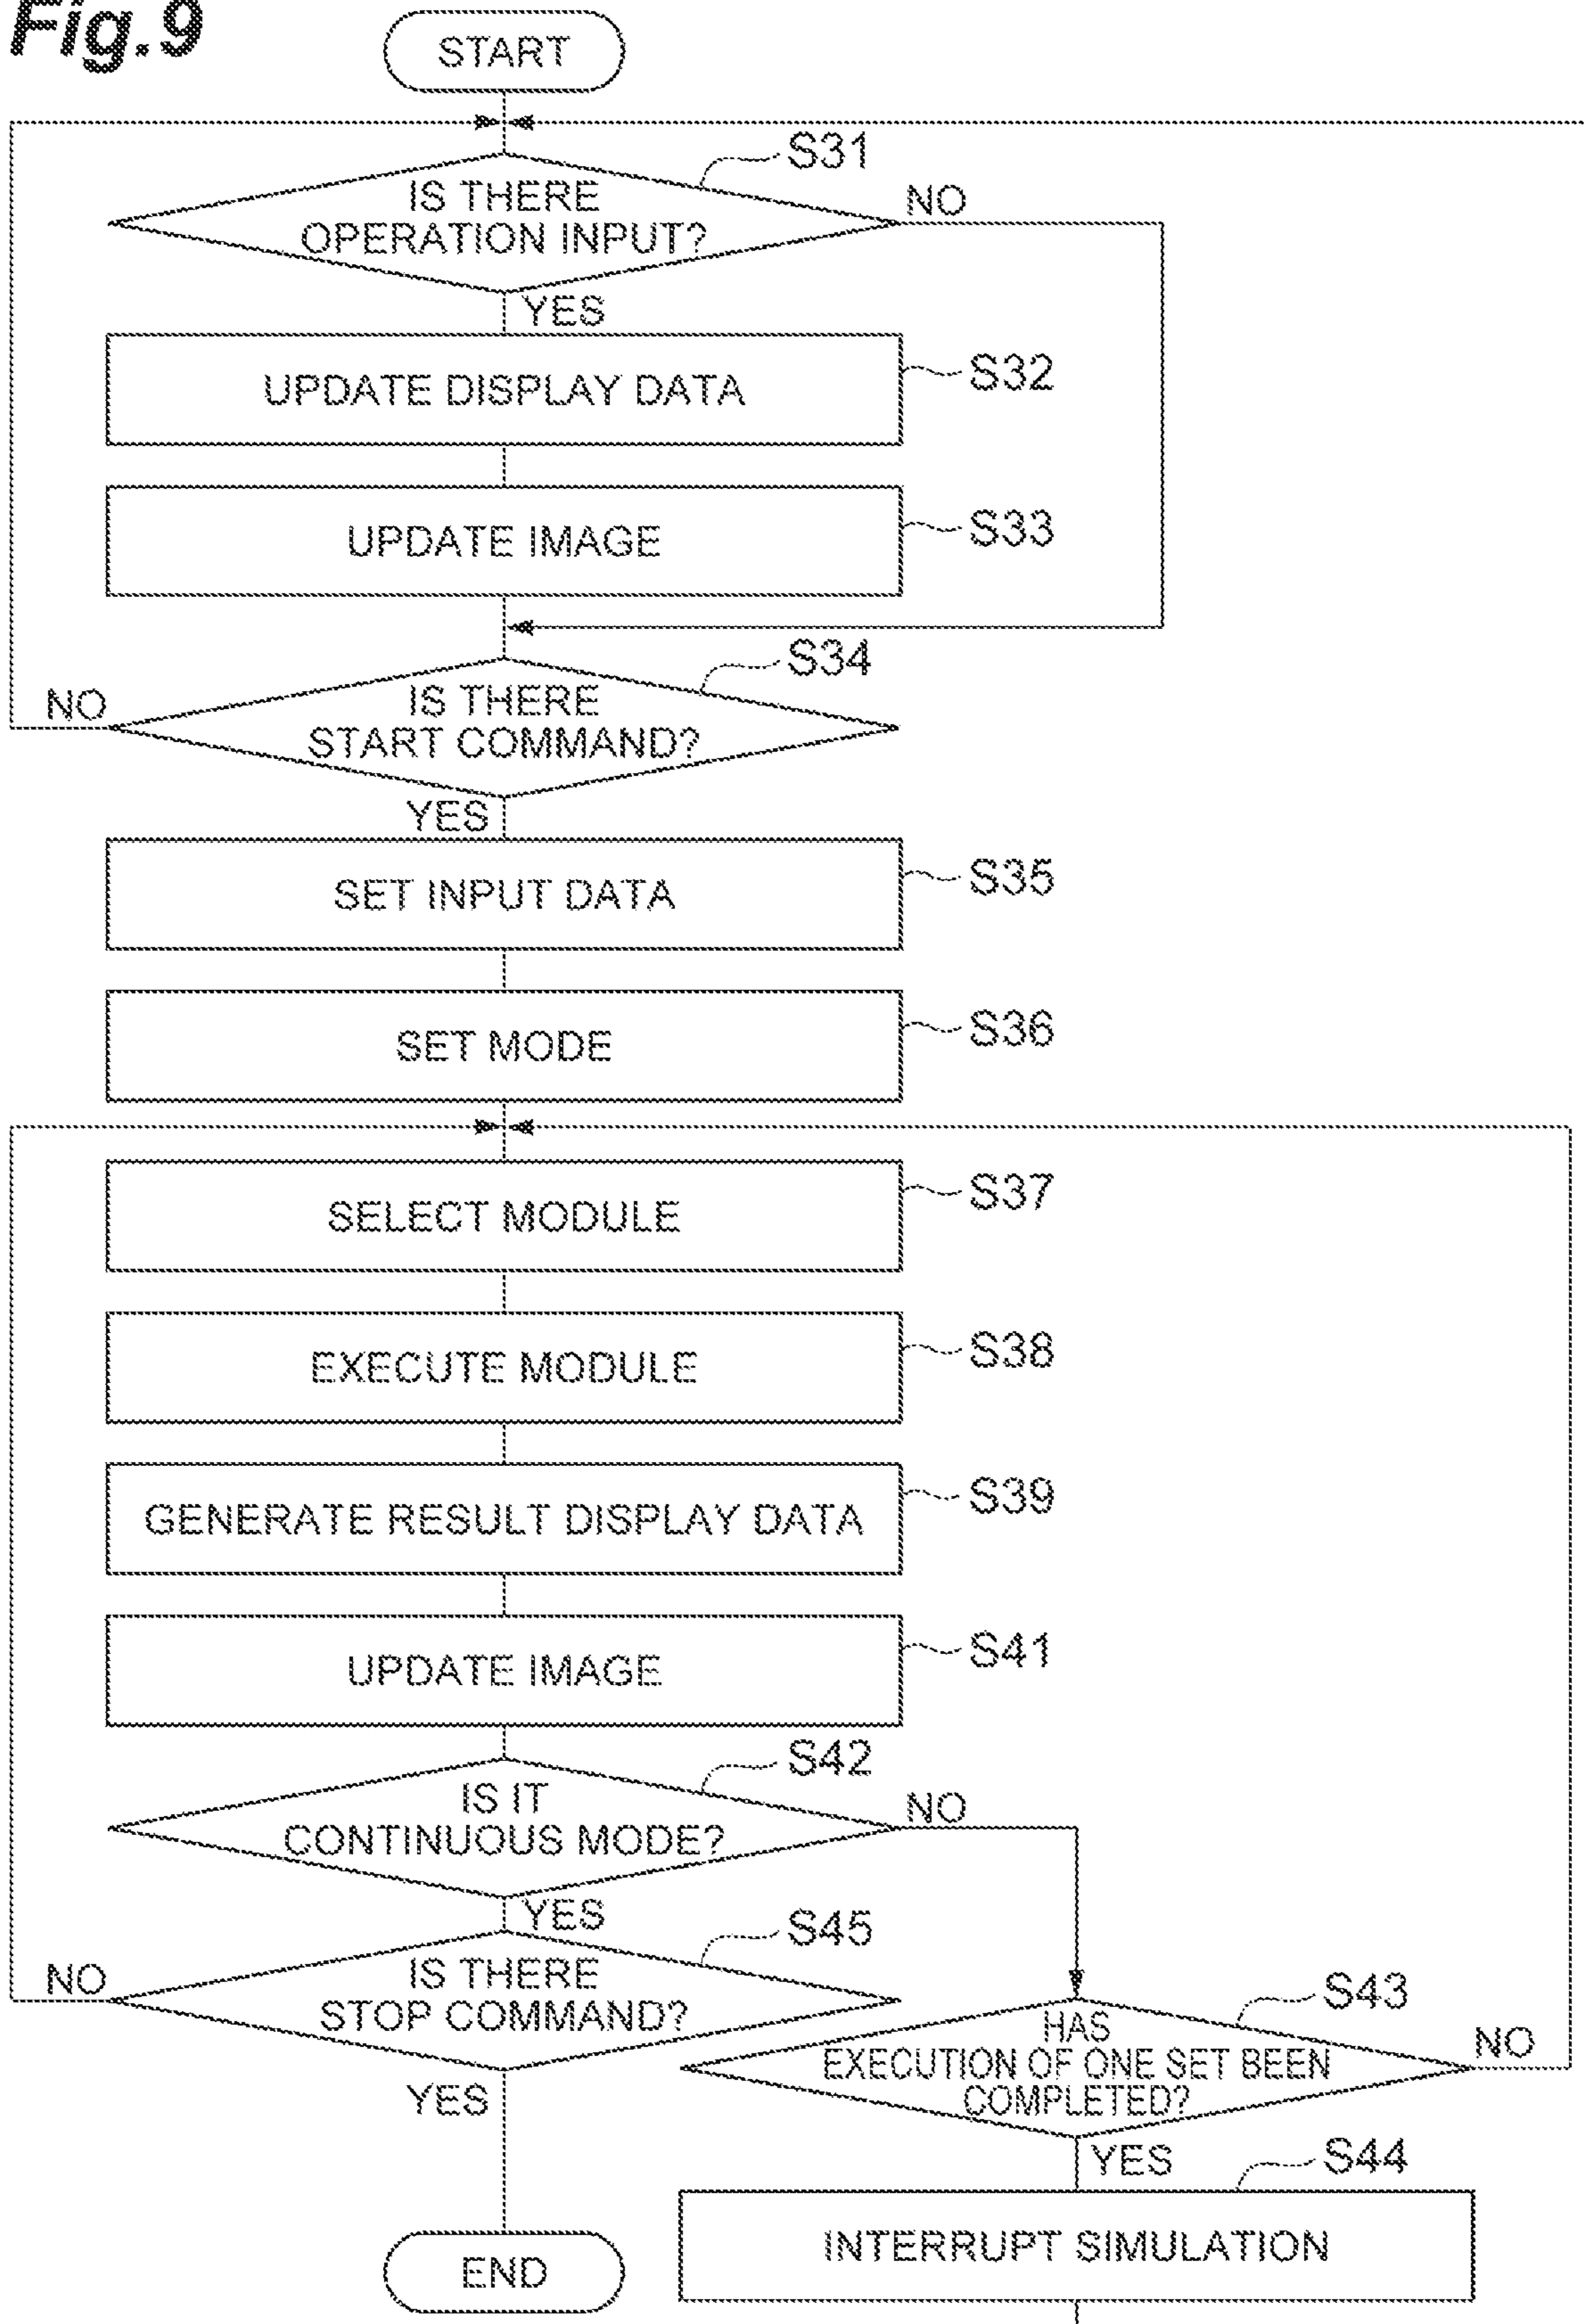 Fig.9
START
S31
IS THERE
OPERATION INPUT?
NO
YES
UPDATE DISPLAY DATA
S32
UPDATE IMAGE
S33
S34
IS THERE
START COMMAND?
NO
YES
SET INPUT DATA
S35
SET MODE
S36
SELECT MODULE
S37
EXECUTE MODULE
S38
GENERATE RESULT DISPLAY DATA
S39
UPDATE IMAGE
S41
S42
IS IT
CONTINUOUS MODE?
NO
YES
S45
IS THERE
STOP COMMAND?
NO
YES
S43
HAS
EXECUTION OF ONE SET BEEN
COMPLETED?
NO
YES
S44
INTERRUPT SIMULATION
END